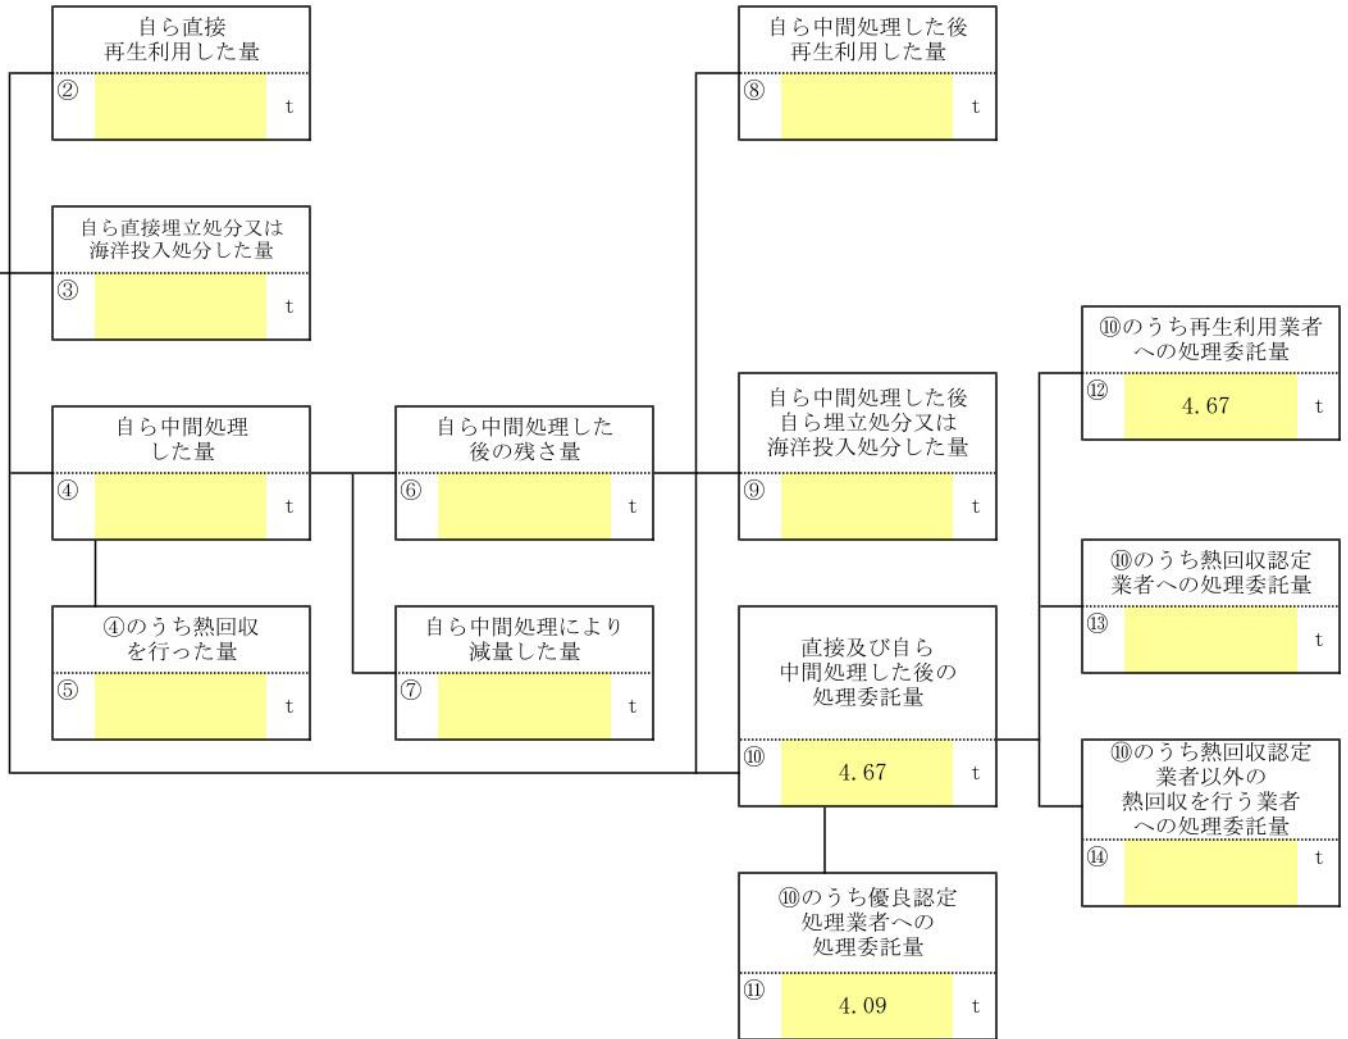 自ら直接
再生利用した量
②
t
自ら中間処理した後
再生利用した量
⑧
t
自ら直接埋立処分又は
海洋投入処分した量
③
t
⑩のうち再生利用業者
への処理委託量
⑫
4.67
t
自ら中間処理
した量
④
t
自ら中間処理した
後の残さ量
⑥
t
自ら中間処理した後
自ら埋立処分又は
海洋投入処分した量
⑨
t
⑩のうち熱回収認定
業者への処理委託量
⑬
t
④のうち熱回収
を行った量
⑤
t
自ら中間処理により
減量した量
⑦
t
直接及び自ら
中間処理した後の
処理委託量
⑩
4.67
t
⑩のうち熱回収認定
業者以外の
熱回収を行う業者
への処理委託量
⑭
t
⑩のうち優良認定
処理業者への
処理委託量
⑪
4.09
t